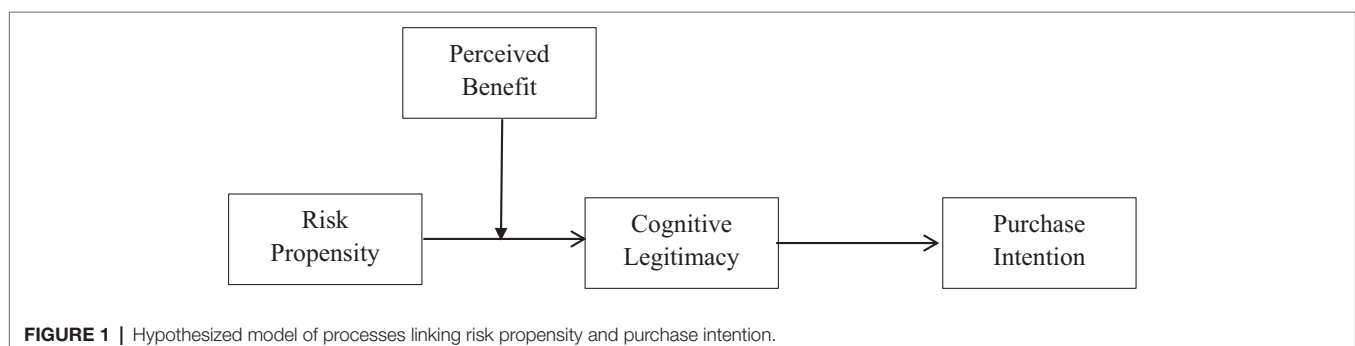 Perceived
Benefit
Risk
Propensity
Cognitive
Legitimacy
Purchase
Intention
FIGURE 1 | Hypothesized model of processes linking risk propensity and purchase intention.